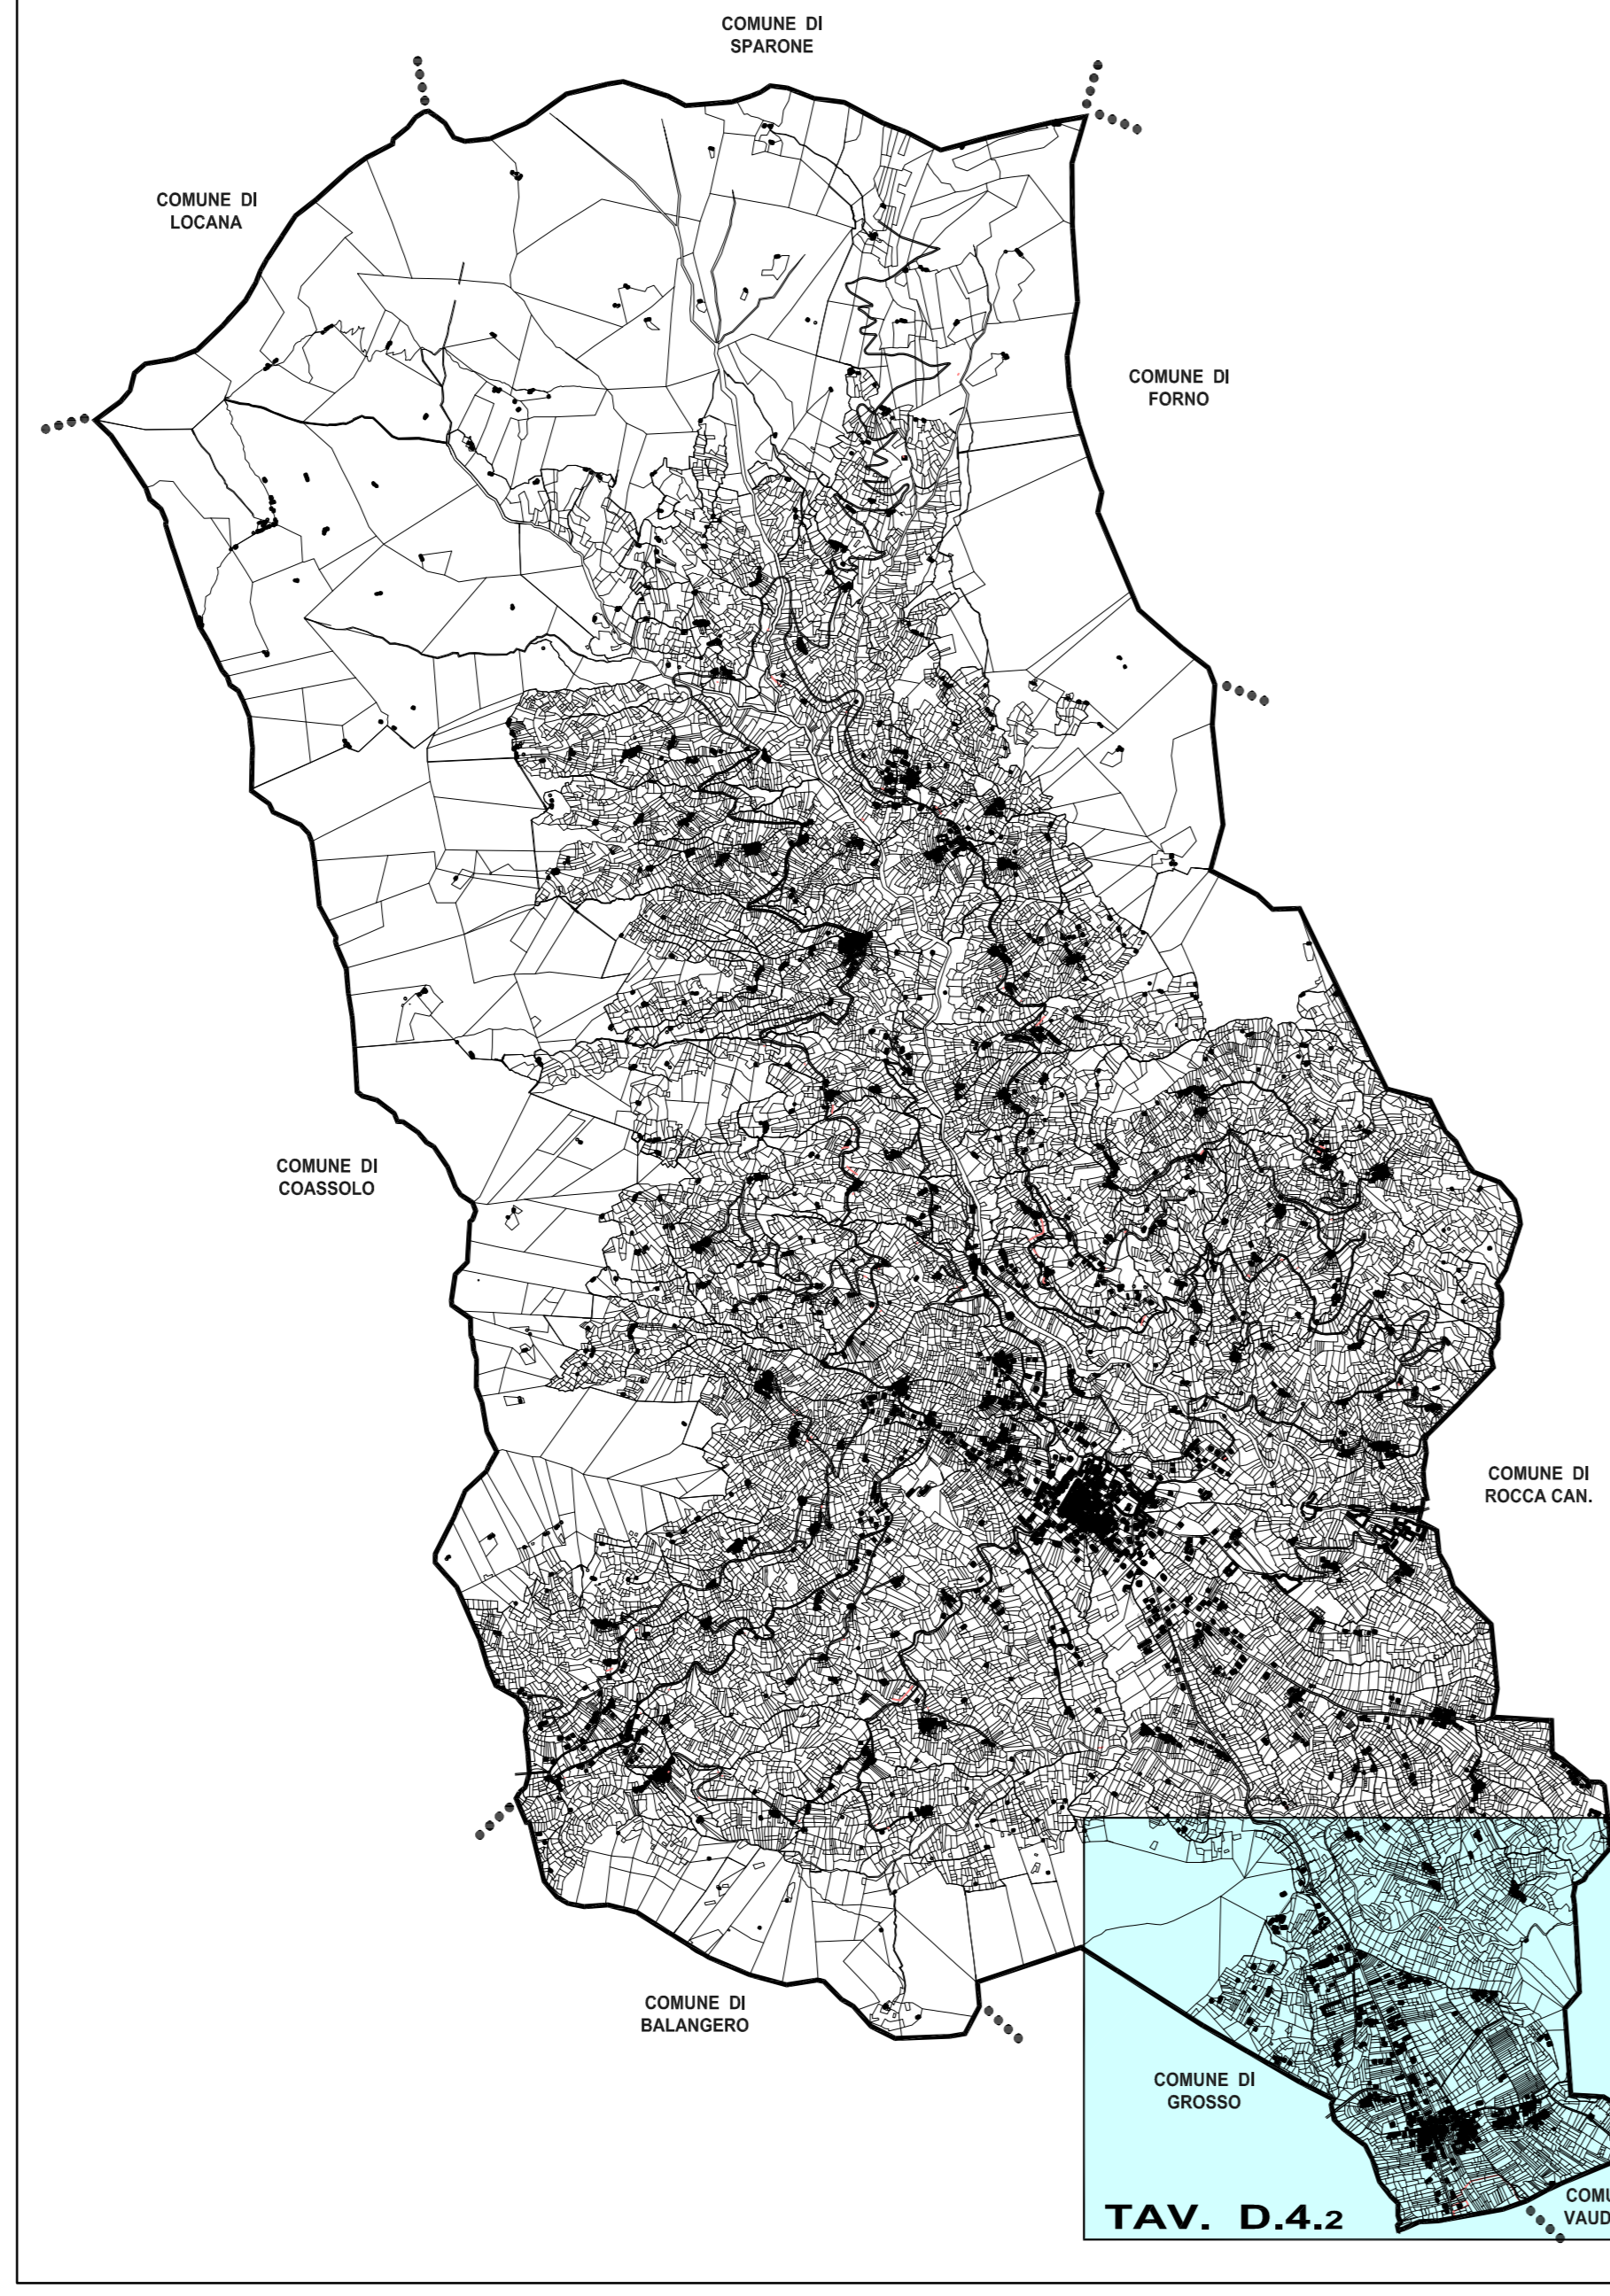 COMUNE DI
SPARONE
COMUNE DI
LOCANA
COMUNE DI
FORNO
COMUNE DI
COASSOLO
COMUNE DI
ROCCA CAN.
COMUNE DI
BALANGERO
COMUNE DI
GROSSO
TAV. D.4.2